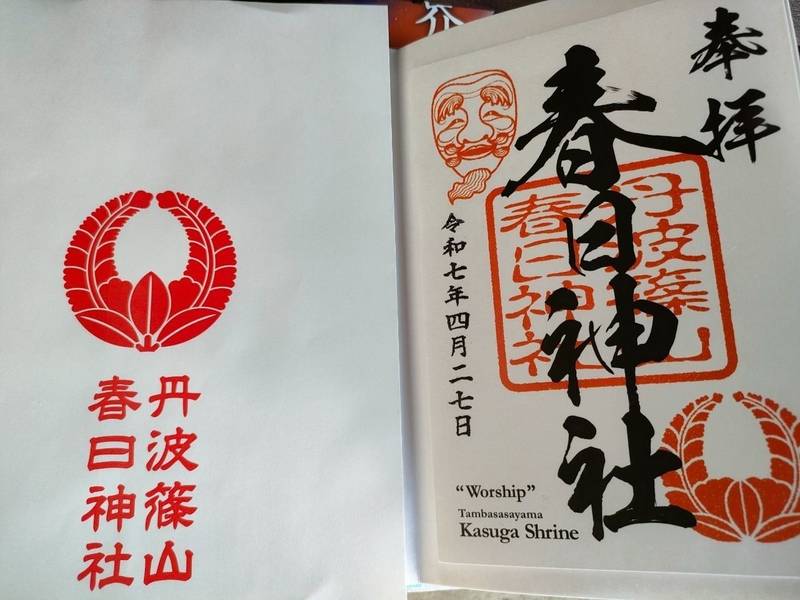 丹波篠山
春日神社
奉拝
春日神社
丹波篠山
春日神社
令和七年四月二七日
“Worship”
Tambasasayama
Kasuga Shrine